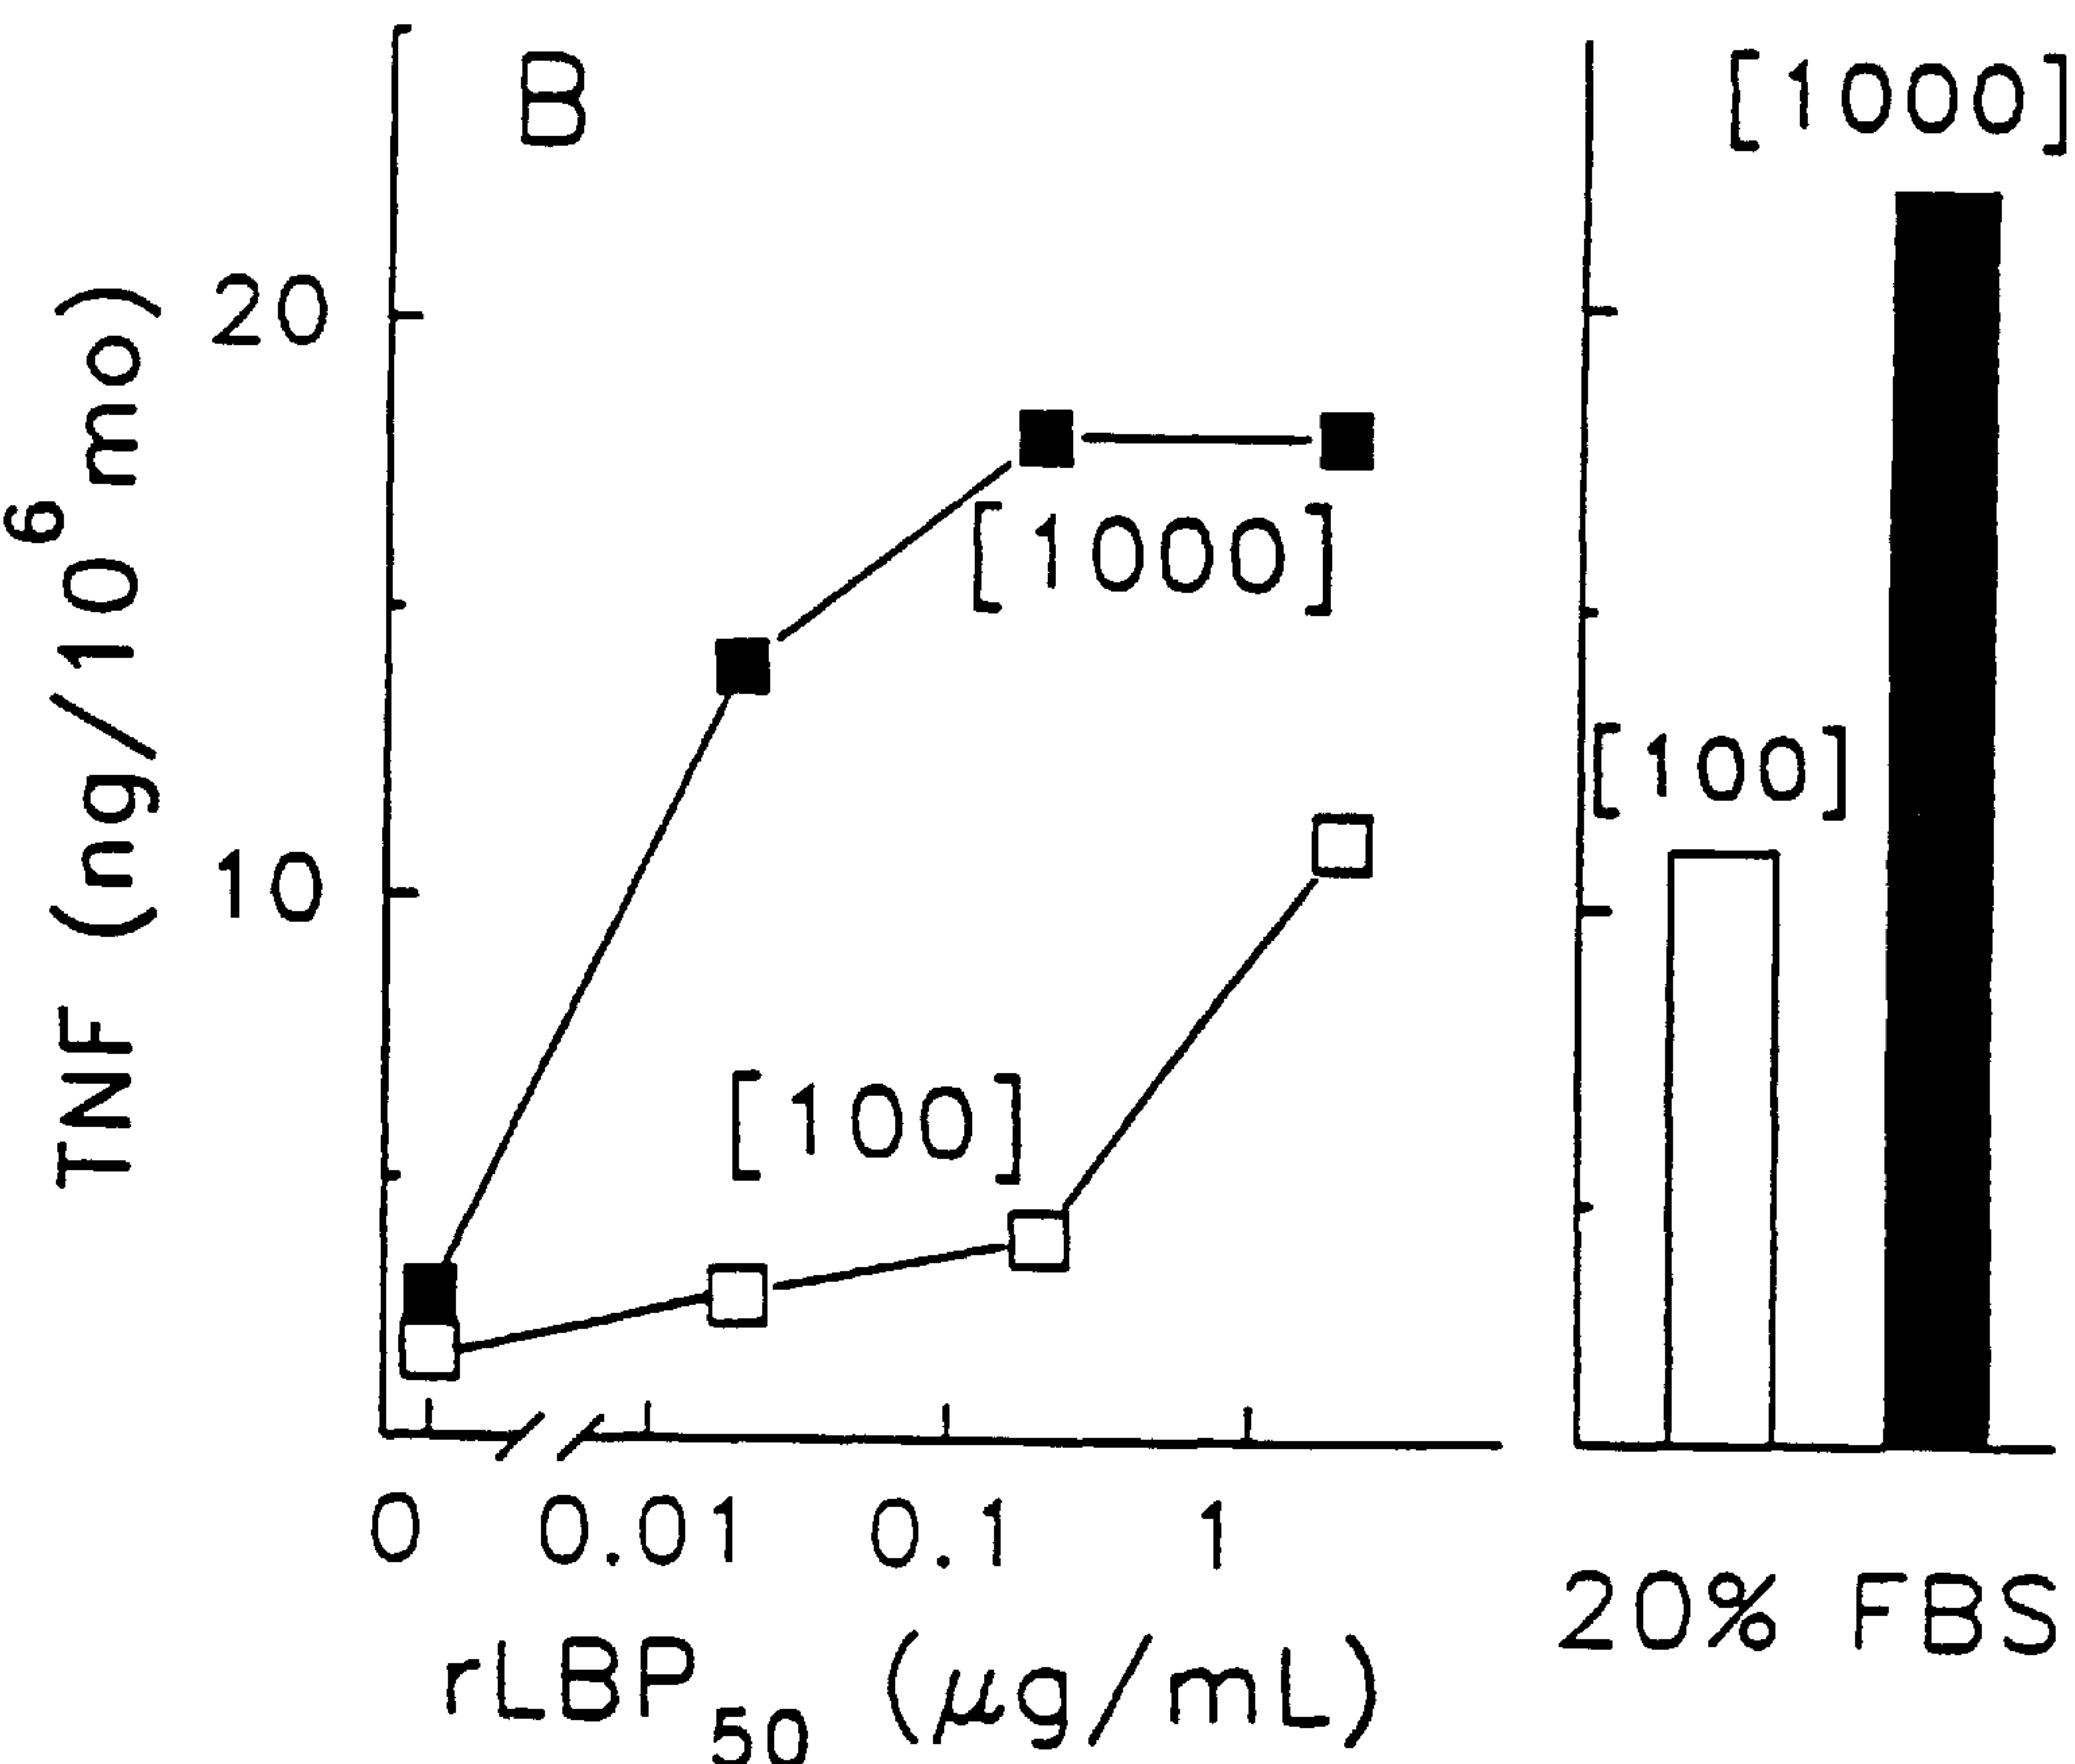 B
[1000]
20
[1000]
[100]
10
[100]
TNF (ng/10⁶mo)
0 0.01 0.1 1
20% FBS
rLBP₅₀ (μg/mL)